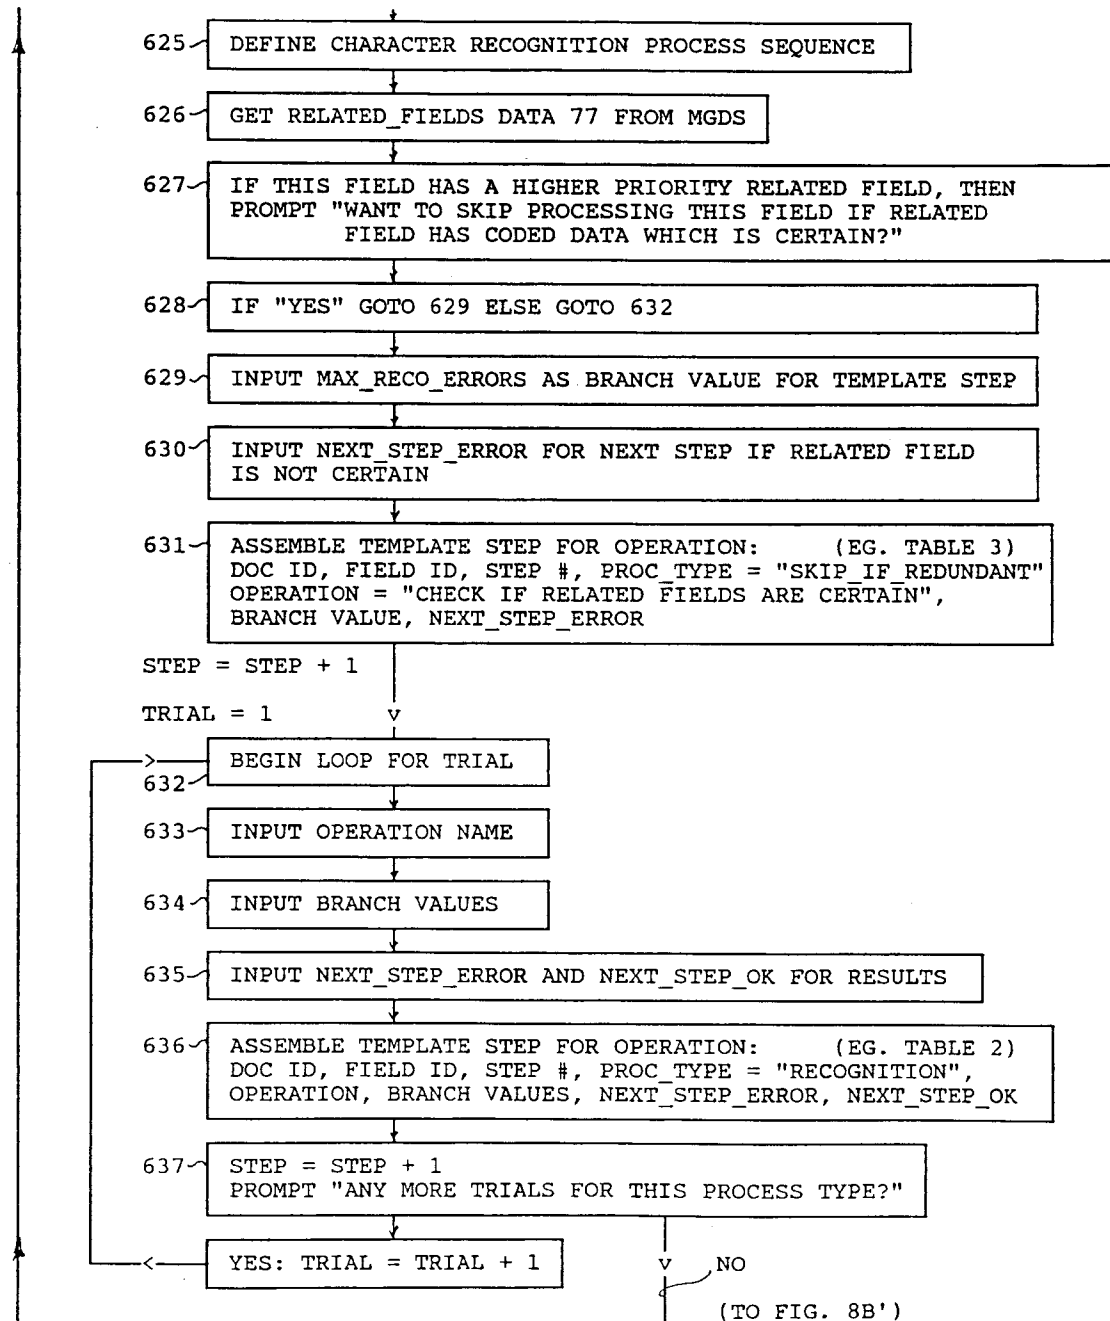 625 DEFINE CHARACTER RECOGNITION PROCESS SEQUENCE
626 GET RELATED_FIELDS DATA 77 FROM MGDS
627 IF THIS FIELD HAS A HIGHER PRIORITY RELATED FIELD, THEN
PROMPT "WANT TO SKIP PROCESSING THIS FIELD IF RELATED
FIELD HAS CODED DATA WHICH IS CERTAIN?"
628 IF "YES" GOTO 629 ELSE GOTO 632
629 INPUT MAX_RECO_ERRORS AS BRANCH VALUE FOR TEMPLATE STEP
630 INPUT NEXT_STEP_ERROR FOR NEXT STEP IF RELATED FIELD
IS NOT CERTAIN
631 ASSEMBLE TEMPLATE STEP FOR OPERATION: (EG. TABLE 3)
DOC ID, FIELD ID, STEP #, PROC_TYPE = "SKIP_IF_REDUNDANT"
OPERATION = "CHECK IF RELATED FIELDS ARE CERTAIN",
BRANCH VALUE, NEXT_STEP_ERROR
STEP = STEP + 1
TRIAL = 1
632 BEGIN LOOP FOR TRIAL
633 INPUT OPERATION NAME
634 INPUT BRANCH VALUES
635 INPUT NEXT_STEP_ERROR AND NEXT_STEP_OK FOR RESULTS
636 ASSEMBLE TEMPLATE STEP FOR OPERATION: (EG. TABLE 2)
DOC ID, FIELD ID, STEP #, PROC_TYPE = "RECOGNITION",
OPERATION, BRANCH VALUES, NEXT_STEP_ERROR, NEXT_STEP_OK
637 STEP = STEP + 1
PROMPT "ANY MORE TRIALS FOR THIS PROCESS TYPE?"
YES: TRIAL = TRIAL + 1
NO
(TO FIG. 8B')